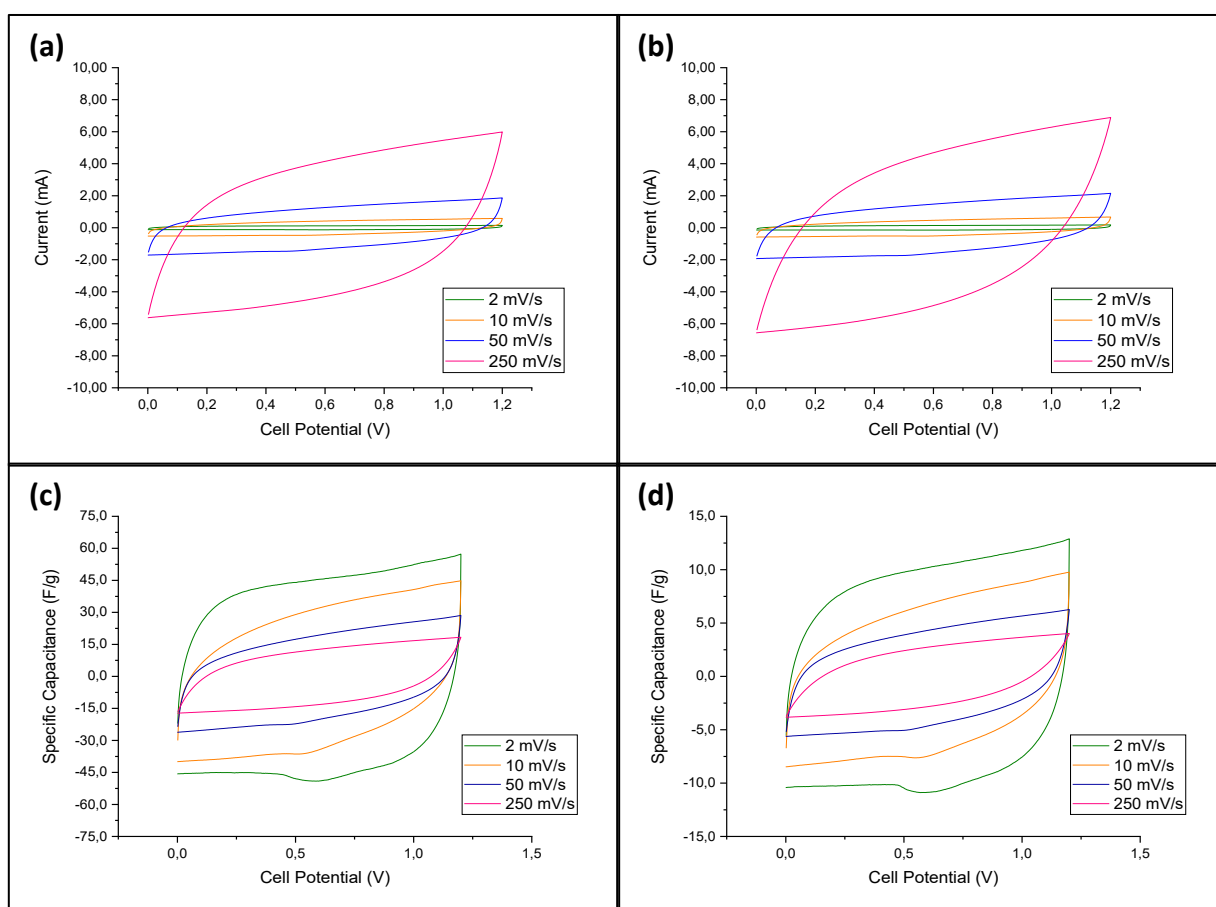 (a)
10,00
8,00
6,00
4,00
2,00
0,00
-2,00
-4,00
-6,00
-8,00
-10,00
Current (mA)
0,0 0,2 0,4 0,6 0,8 1,0 1,2
Cell Potential (V)
2 mV/s
10 mV/s
50 mV/s
250 mV/s
(b)
10,00
8,00
6,00
4,00
2,00
0,00
-2,00
-4,00
-6,00
-8,00
-10,00
Current (mA)
0,0 0,2 0,4 0,6 0,8 1,0 1,2
Cell Potential (V)
2 mV/s
10 mV/s
50 mV/s
250 mV/s
(c)
75,0
60,0
45,0
30,0
15,0
0,0
-15,0
-30,0
-45,0
-60,0
-75,0
Specific Capacitance (F/g)
0,0 0,5 1,0 1,5
Cell Potential (V)
2 mV/s
10 mV/s
50 mV/s
250 mV/s
(d)
15,0
10,0
5,0
0,0
-5,0
-10,0
-15,0
Specific Capacitance (F/g)
0,0 0,5 1,0 1,5
Cell Potential (V)
2 mV/s
10 mV/s
50 mV/s
250 mV/s